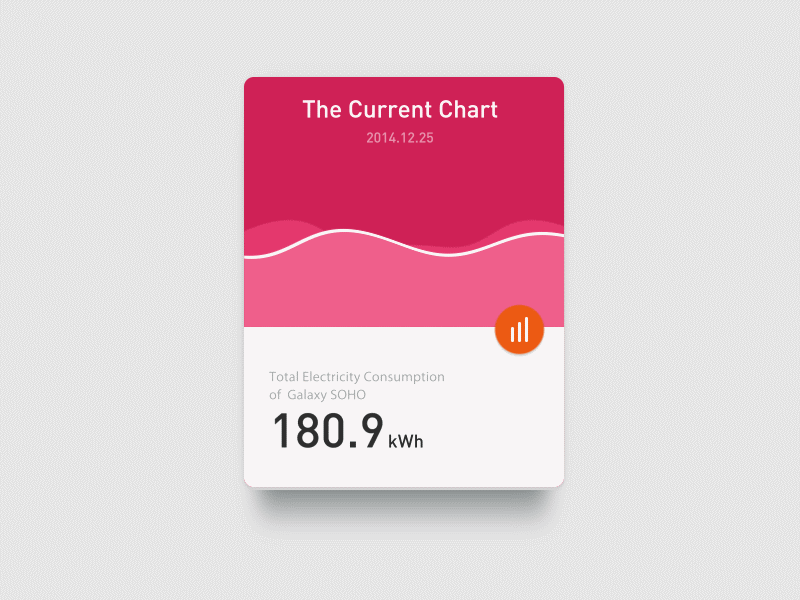 The Current Chart
2014.12.25
Total Electricity Consumption
of Galaxy SOHO
180.9 kWh